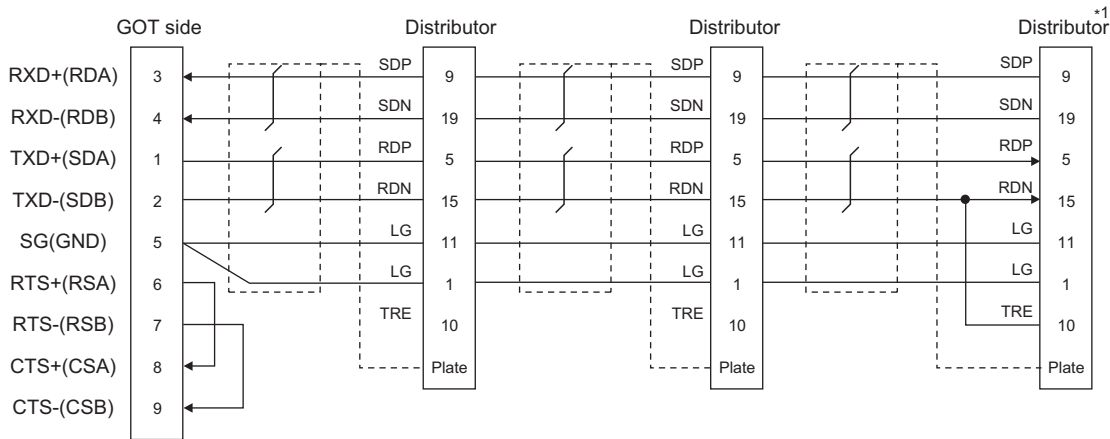 *1
GOT side Distributor Distributor Distributor
RXD+(RDA) 3 SDP 9 SDP 9 SDP 9
RXD-(RDB) 4 SDN 19 SDN 19 SDN 19
TXD+(SDA) 1 RDP 5 RDP 5 RDP 5
TXD-(SDB) 2 RDN 15 RDN 15 RDN 15
SG(GND) 5 LG 11 LG 11 LG 11
RTS+(RSA) 6 LG 1 LG 1 LG 1
RTS-(RSB) 7 TRE 10 TRE 10 TRE 10
CTS+(CSA) 8 Plate Plate Plate
CTS-(CSB) 9